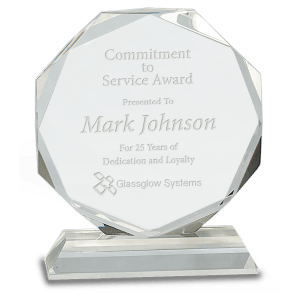 Commitment
to
Service Award
Presented To
Mark Johnson
For 25 Years of
Dedication and Loyalty
Glassglow Systems